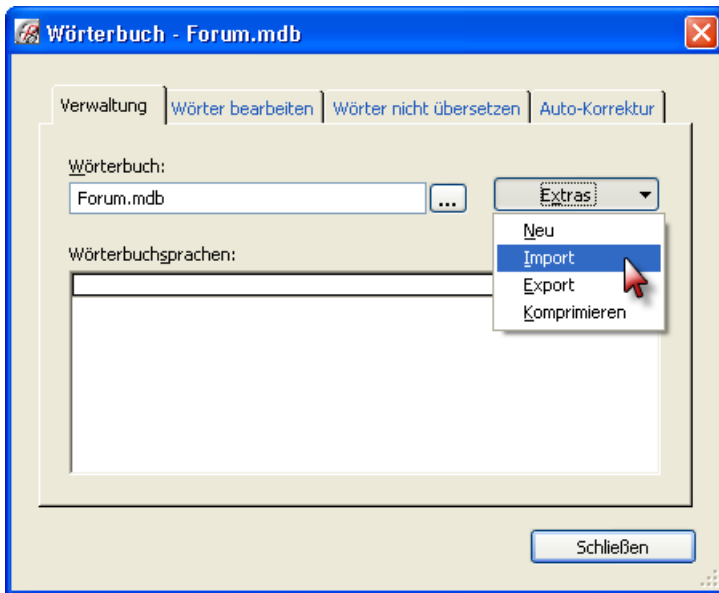 Wörterbuch - Forum.mdb
Verwaltung Wörter bearbeiten Wörter nicht übersetzen Auto-Korrektur
Wörterbuch:
Forum.mdb ... Extras
Neu
Wörterbuchsprachen:
Import
Export
Komprimieren
Schließen